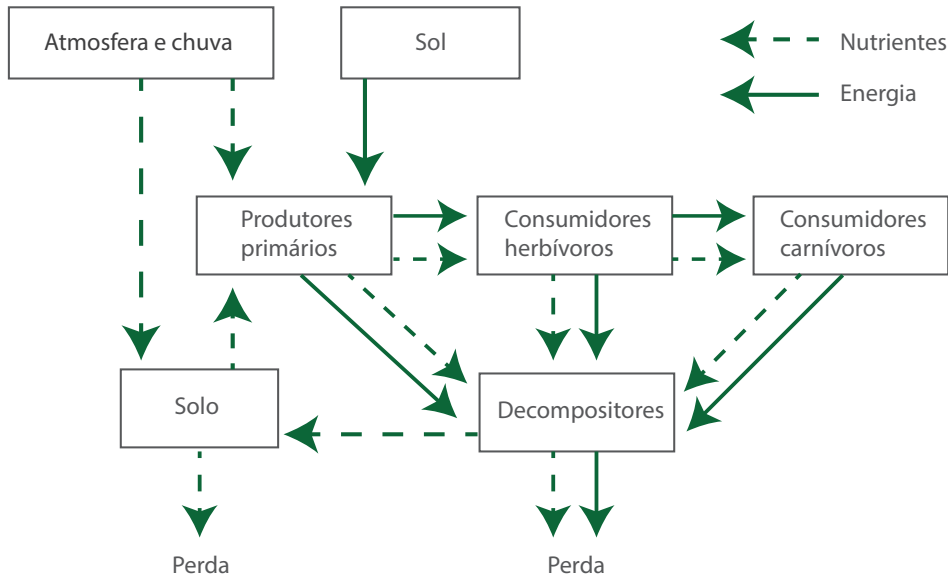 Atmosfera e chuva
Sol
Nutrientes
Energia
Produtores
primários
Consumidores
herbívoros
Consumidores
carnívoros
Solo
Decompositores
Perda
Perda